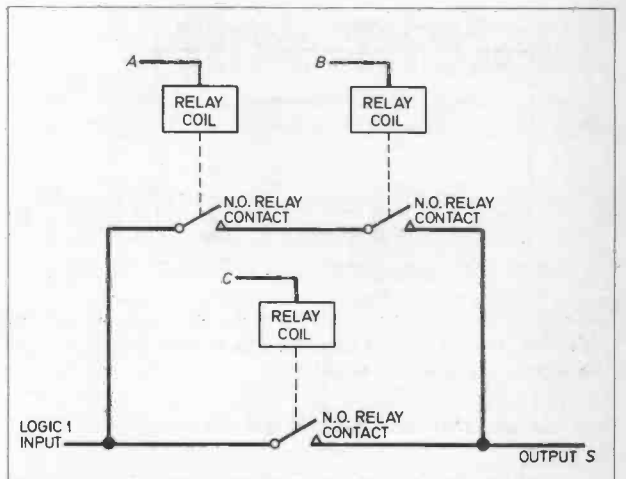 A
B
RELAY
COIL
RELAY
COIL
N.O. RELAY
CONTACT
N.O. RELAY
CONTACT
C
RELAY
COIL
LOGIC 1
INPUT
N.O. RELAY
CONTACT
OUTPUT S